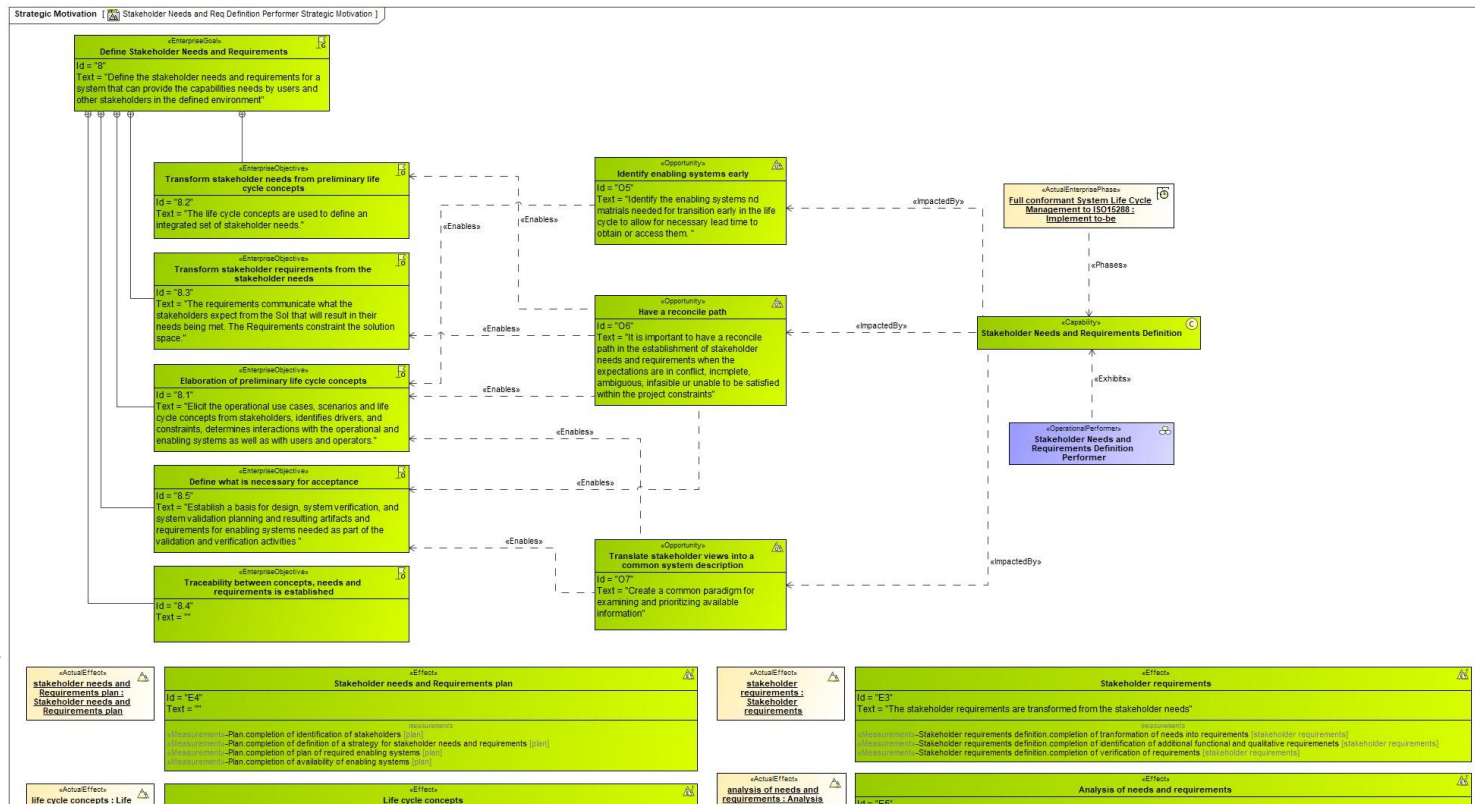 Strategic Motivation [ Stakeholder Needs and Req Definition Performer Strategic Motivation ]
«EnterpriseGoal»
Define Stakeholder Needs and Requirements
Id = "8"
Text = "Define the stakeholder needs and requirements for a
system that can provide the capabilities needs by users and
other stakeholders in the defined environment"
«EnterpriseObjective»
Transform stakeholder needs from preliminary life
cycle concepts
Id = "8.2"
Text = "The life cycle concepts are used to define an
integrated set of stakeholder needs."
«EnterpriseObjective»
Transform stakeholder requirements from the
stakeholder needs
Id = "8.3"
Text = "The requirements communicate what the
stakeholders expect from the SoI that will result in their
needs being met. The Requirements constraint the solution
space."
«EnterpriseObjective»
Elaboration of preliminary life cycle concepts
Id = "8.1"
Text = "Elicit the operational use cases, scenarios and life
cycle concepts from stakeholders, identifies drivers, and
constraints, determines interactions with the operational and
enabling systems as well as with users and operators."
«EnterpriseObjective»
Define what is necessary for acceptance
Id = "8.5"
Text = "Establish a basis for design, system verification, and
system validation planning and resulting artifacts and
requirements for enabling systems needed as part of the
validation and verification activities "
«EnterpriseObjective»
Traceability between concepts, needs and
requirements is established
Id = "8.4"
Text = ""
«Enables»
«Enables»
«Enables»
«Enables»
«Enables»
«Enables»
«Enables»
«Opportunity»
Identify enabling systems early
Id = "O5"
Text = "Identify the enabling systems nd
matrials needed for transition early in the life
cycle to allow for necessary lead time to
obtain or access them. "
«Opportunity»
Have a reconcile path
Id = "O6"
Text = "It is important to have a reconcile
path in the establishment of stakeholder
needs and requirements when the
expectations are in conflict, incmplete,
ambiguous, infasible ur unable to be satisfied
within the project constraints"
«Opportunity»
Translate stakeholder views into a
common system description
Id = "O7"
Text = "Create a common paradigm for
examining and prioritizing available
information"
«ImpactedBy»
«ImpactedBy»
«ImpactedBy»
«ActualEnterprisePhase»
Full conformant System Life Cycle
Management to ISO15288 :
Implement to-be
«Phases»
«Capability»
C
Stakeholder Needs and Requirements Definition
«Exhibits»
«OperationalPerformer»
Stakeholder Needs and
Requirements Definition
Performer
«ActualEffect»
stakeholder needs and
Requirements plan :
Stakeholder needs and
Requirements plan
«Effect»
Stakeholder needs and Requirements plan
Id = "E4"
Text = ""
measurements
«Measurement»-Plan.completion of identification of stakeholders [plan]
«Measurement»-Plan.completion of definition of a strategy for stakeholder needs and requirements [plan]
«Measurement»-Plan.completion of plan of required enabling systems [plan]
«Measurement»-Plan.completion of availability of enabling systems [plan]
«ActualEffect»
stakeholder
requirements :
Stakeholder
requirements
«Effect»
Stakeholder requirements
Id = "E3"
Text = "The stakeholder requirements are transformed from the stakeholder needs"
measurements
«Measurement»-Stakeholder requirements definition.completion of tranformation of needs into requirements [stakeholder requirements]
«Measurement»-Stakeholder requirements definition.completion of identification of additional functional and qualitative requiremenets [stakeholder requirements]
«Measurement»-Stakeholder requirements definition.completion of verification of requirements [stakeholder requirements]
«ActualEffect»
life cycle concepts : Life
«Effect»
Life cycle concepts
«ActualEffect»
analysis of needs and
requirements : Analysis
«Effect»
Analysis of needs and requirements
Id = "E5"